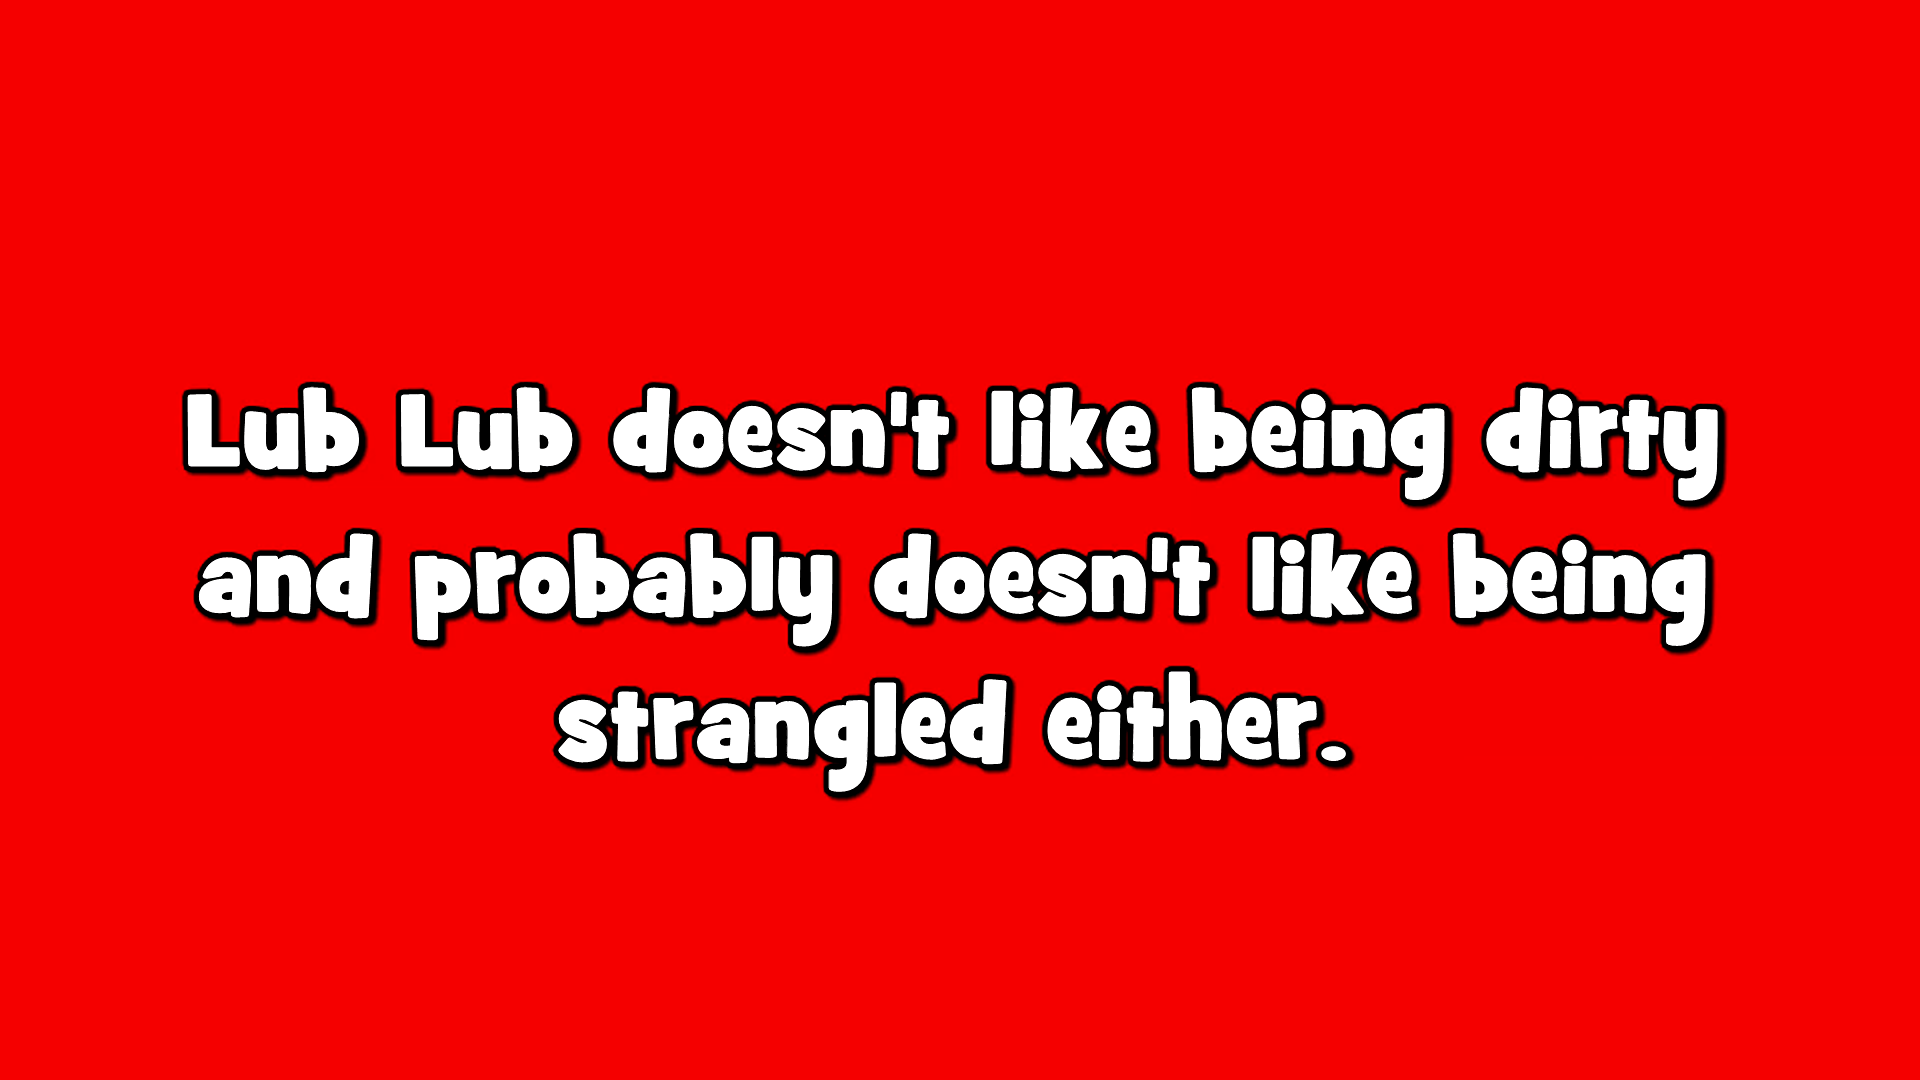 Lub Lub doesn't like being dirty
and probably doesn't like being
strangled either.